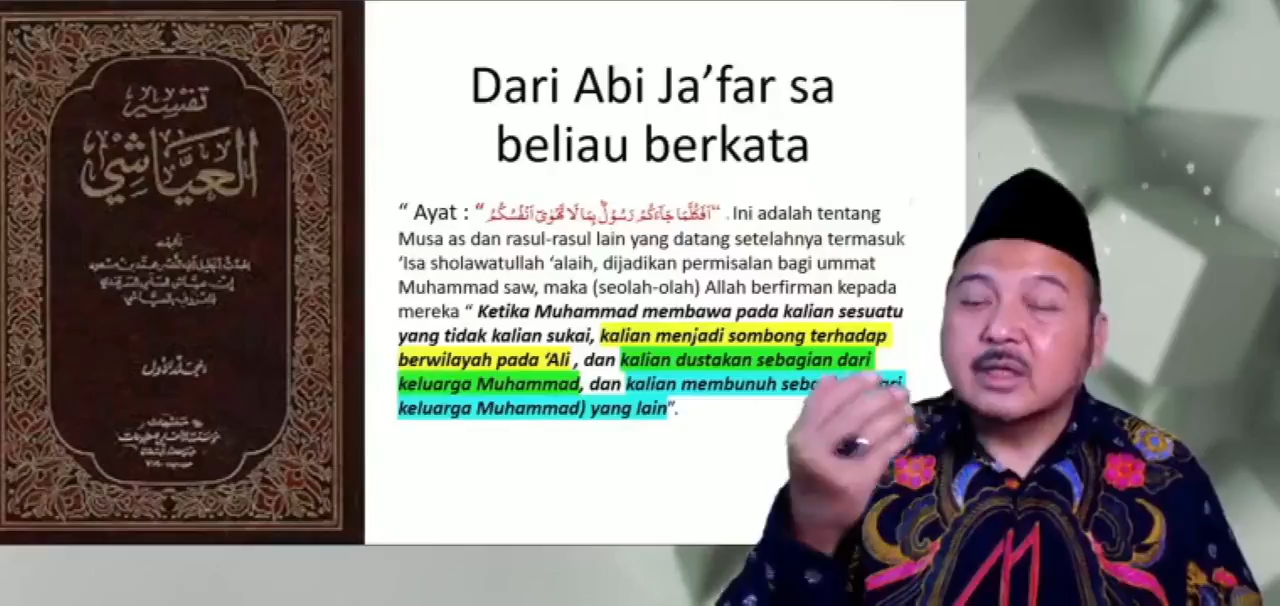 تفسير
العياشي
المجلد الأول
Dari Abi Ja’far sa
beliau berkata
“ Ayat : “اَفَكُلَّمَا جَاۤءَكُمْ رَسُوْلٌۢ بِمَا لَا تَهْوٰىٓ اَنْفُسُكُمُ“ . Ini adalah tentang
Musa as dan rasul-rasul lain yang datang setelahnya termasuk
‘Isa sholawatullah ‘alaih, dijadikan permisalan bagi ummat
Muhammad saw, maka (seolah-olah) Allah berfirman kepada
mereka “ Ketika Muhammad membawa pada kalian sesuatu
yang tidak kalian sukai, kalian menjadi sombong terhadap
berwilayah pada ‘Ali , dan kalian dustakan sebagian dari
keluarga Muhammad, dan kalian membunuh seba ari
keluarga Muhammad) yang lain”.